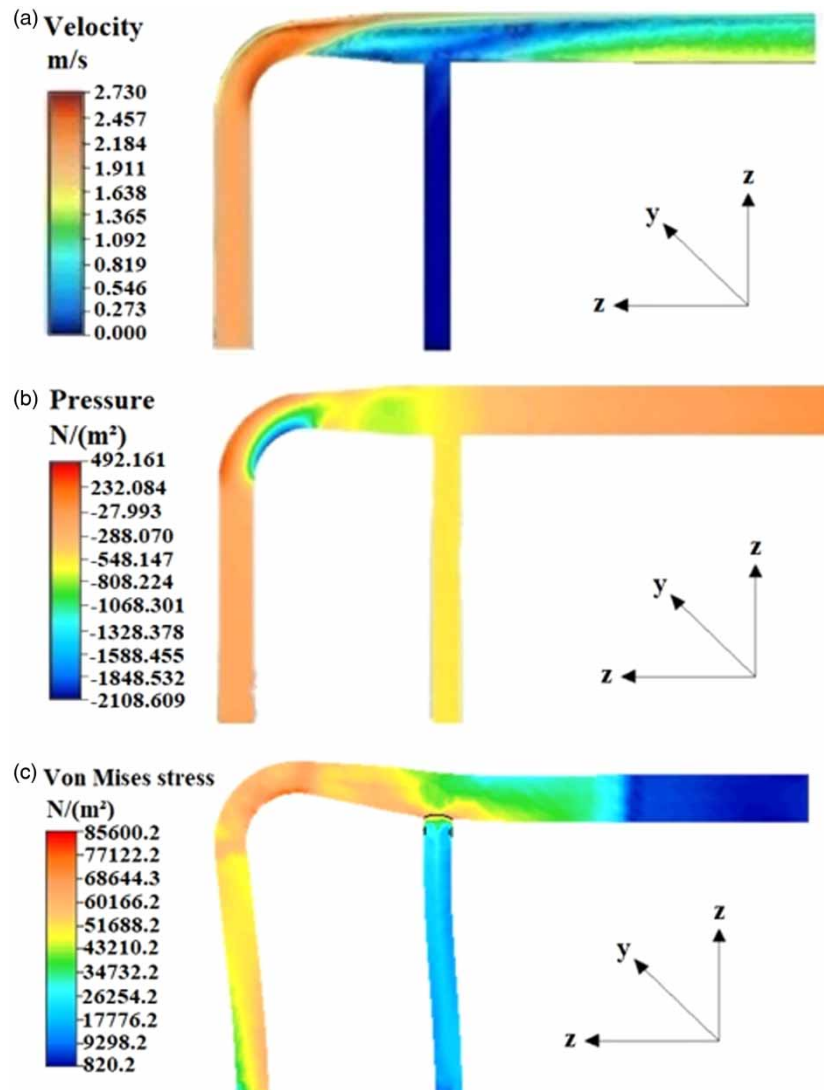 (a) Velocity
m/s
2.730
2.457
2.184
1.911
1.638
1.365
1.092
0.819
0.546
0.273
0.000
z
y
z
(b) Pressure
N/(m²)
492.161
232.084
-27.993
-288.070
-548.147
-808.224
-1068.301
-1328.378
-1588.455
-1848.532
-2108.609
z
y
z
(c) Von Mises stress
N/(m²)
85600.2
77122.2
68644.3
60166.2
51688.2
43210.2
34732.2
26254.2
17776.2
9298.2
820.2
z
y
z